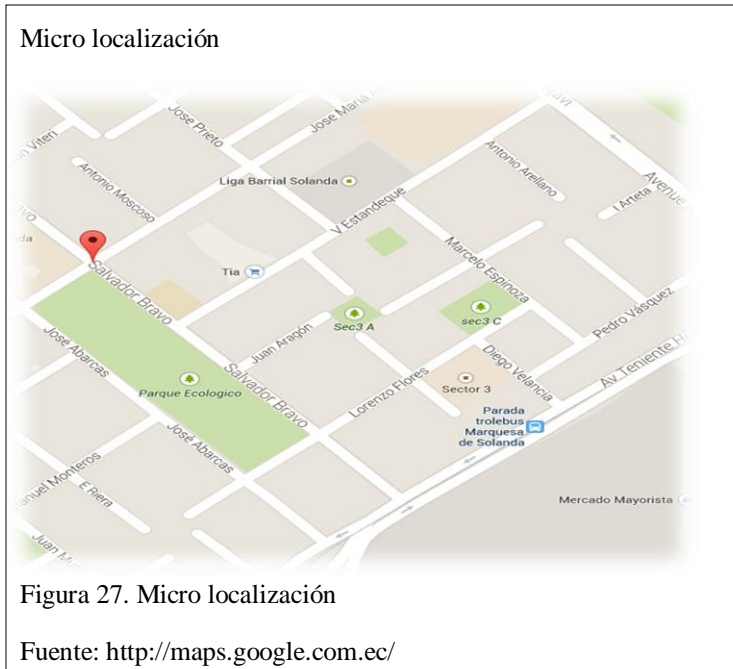 Micro localización
Jose Prieto
Jose Maria
Viteri
Antonio Moscoso
Liga Barrial Solanda
V Estandeque
Antonio Arellano
I Arteta
Avenue
Salvador Bravo
Tia
Marcelo Espinoza
Pedro Vásquez
José Abarcas
Juan Aragón
Sec3 A
sec3 C
Diego Velancia
Av Teniente H
Parque Ecologico
Salvador Bravo
Lorenzo Flores
Sector 3
Parada
trolebus
Marquesa
de Solanda
José Abarcas
anuel Monteros
E Riera
Mercado Mayorista
Figura 27. Micro localización
Fuente: http://maps.google.com.ec/